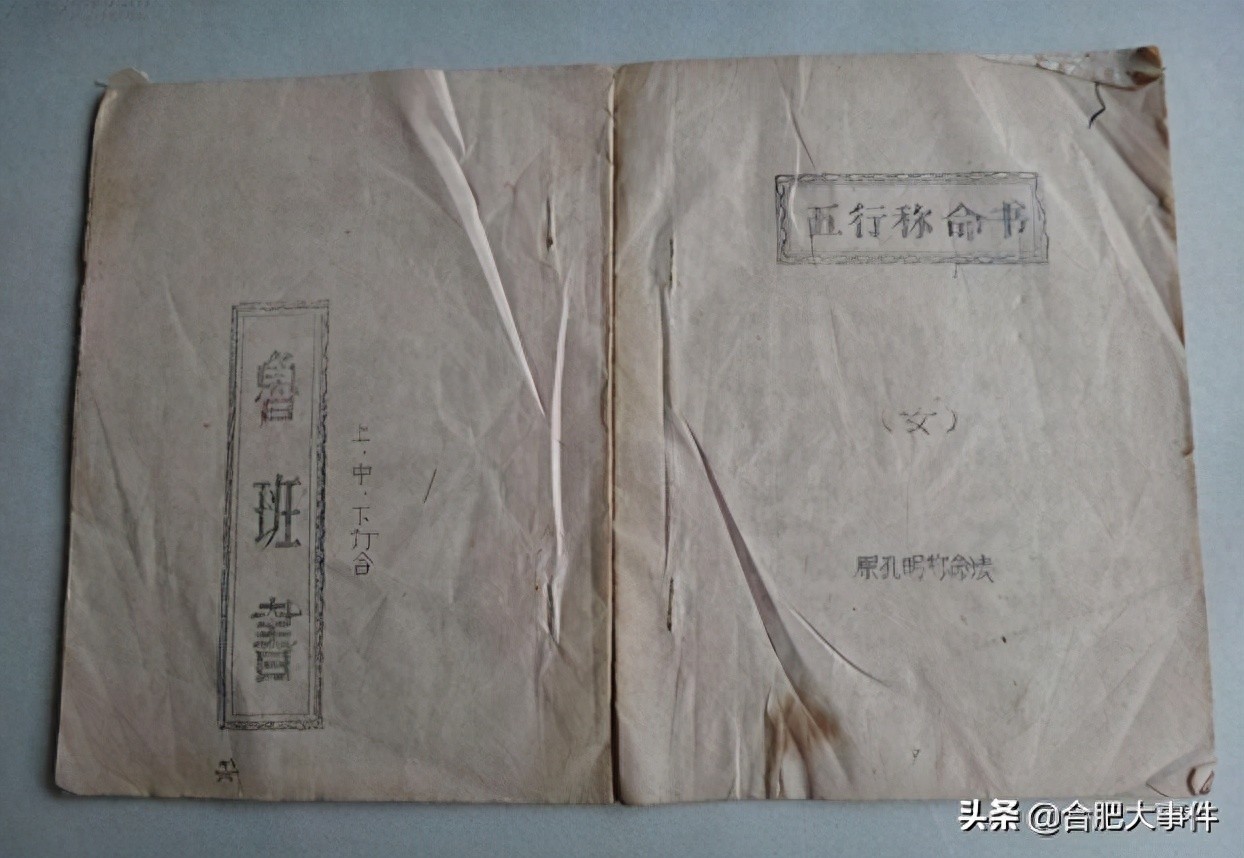 魯班書
上.中.下订合
五行称命书
(女)
原孔明称命法
头条 @合肥大事件